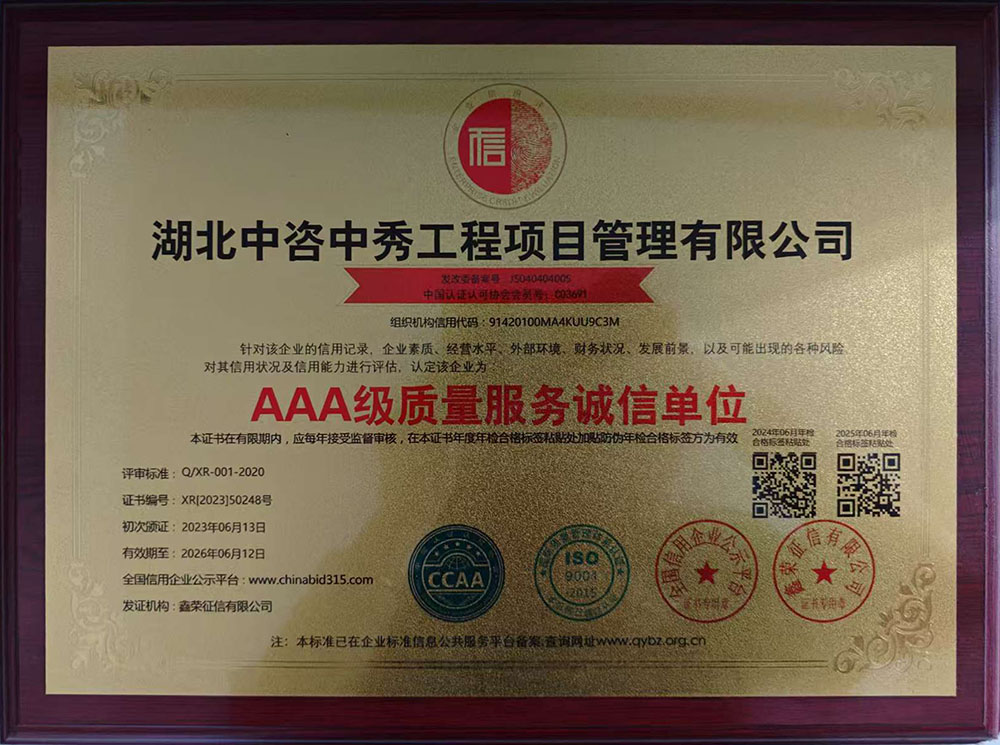 信
ENTERPRISE CREDIT EVALUATION
湖北中咨中秀工程项目管理有限公司
发改委备案号 JS040404005
中国认证认可协会会员号：003691
组织机构信用代码：91420100MA4KUU9C3M
针对该企业的信用记录，企业素质、经营水平、外部环境、财务状况、发展前景，以及可能出现的各种风险
对其信用状况及信用能力进行评估，认定该企业为：
AAA级质量服务诚信单位
本证书在有限期内，应每年接受监督审核，在本证书年度年检合格标签粘贴处加贴防伪年检合格标签方为有效
2024年06月年检
合格标签粘贴处
2025年06月年检
合格标签粘贴处
评审标准：Q/XR-001-2020
证书编号：XR[2023]50248号
初次颁证：2023年06月13日
有效期至：2026年06月12日
全国信用企业公示平台：www.chinabid315.com
发证机构：鑫荣征信有限公司
CCAA
ISO
9001
-2015
全国信用企业公示平台
证书专用章
鑫荣征信有限公司
证书专用章
注：本标准已在企业标准信息公共服务平台备案,查询网址www.qybz.org.cn